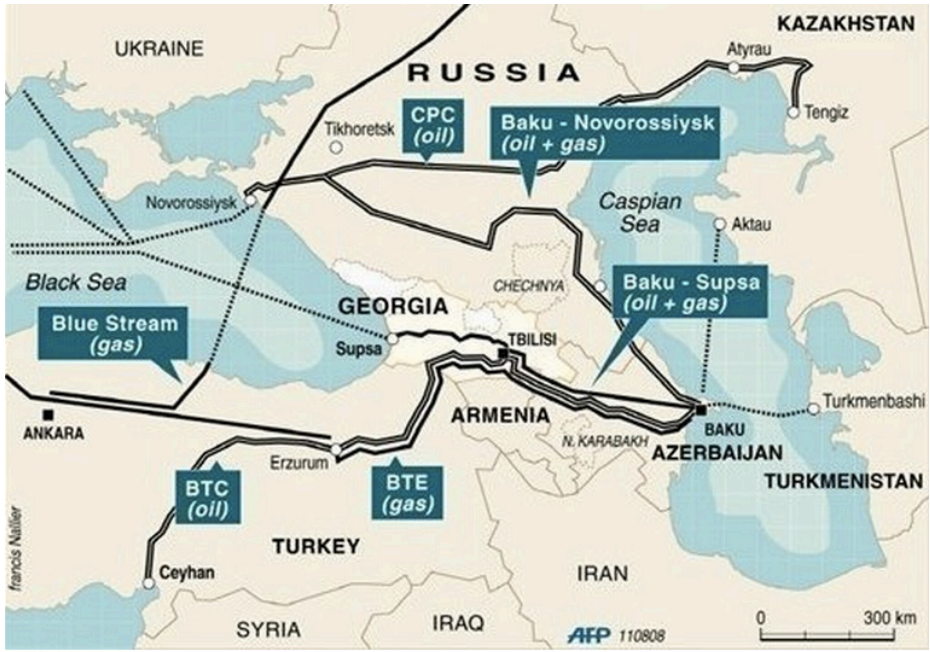 KAZAKHSTAN
UKRAINE
Atyrau
RUSSIA
CPC
(oil)
Baku - Novorossiysk
(oil + gas)
Tengiz
Tikhoretsk
Novorossiysk
Caspian
Sea
Aktau
Black Sea
CHECHNYA
Baku - Supsa
(oil + gas)
GEORGIA
Blue Stream
(gas)
Supsa
TBILISI
Turkmenbashi
ARMENIA
ANKARA
N. KARABAKH
BAKU
AZERBAIJAN
Erzurum
BTC
(oil)
BTE
(gas)
TURKMENISTAN
TURKEY
francis Nallier
Ceyhan
IRAN
SYRIA
IRAQ
AFP 110808
0 300 km